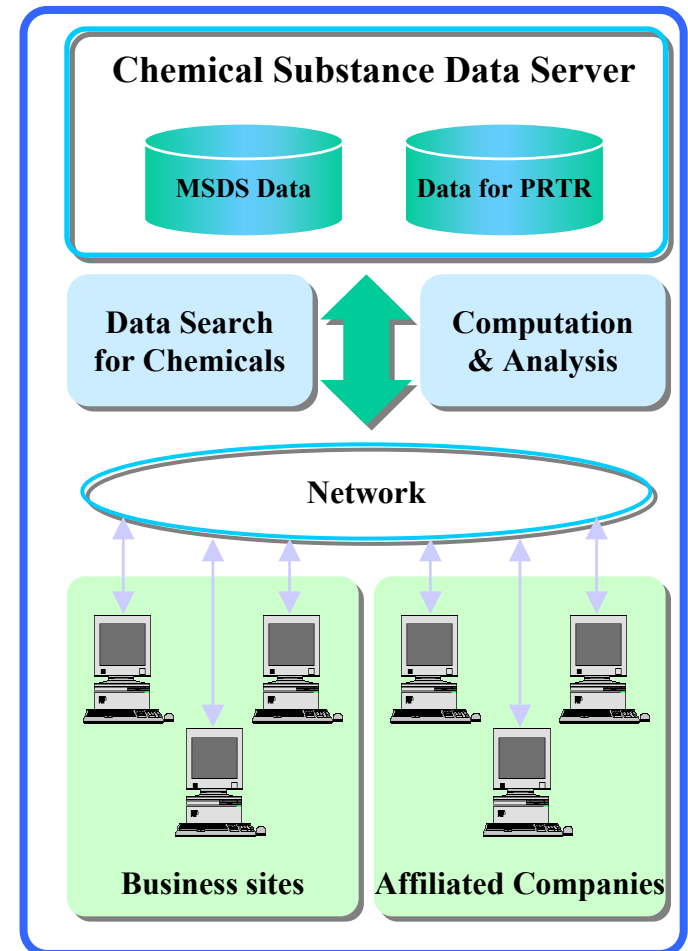 Chemical Substance Data Server
MSDS Data
Data for PRTR
Data Search
for Chemicals
Computation
& Analysis
Network
Business sites
Affiliated Companies